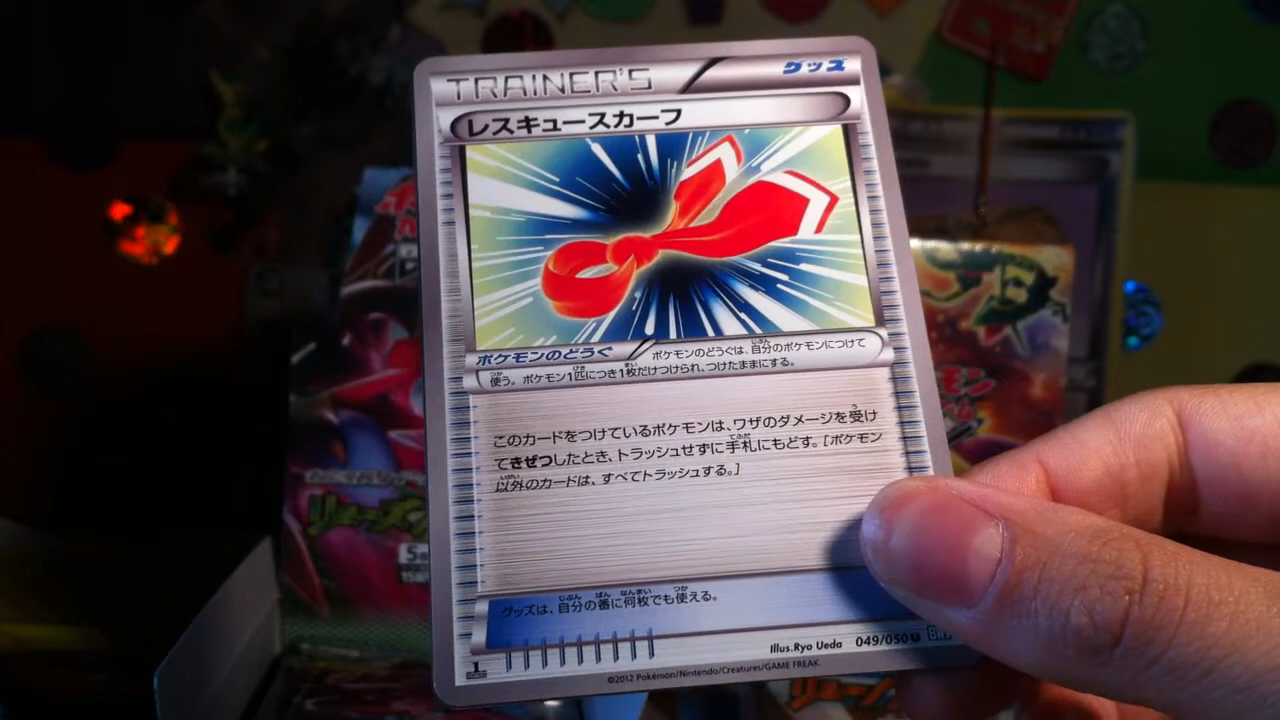 TRAINER'S グッズ
レスキュースカーフ
ポケモンのどうぐ ポケモンのどうぐは、自分のポケモンにつけて
使う。ポケモン1匹につき1枚だけつけられ、つけたままにする。
このカードをつけているポケモンは、ワザのダメージを受け
てきぜつしたとき、トラッシュせずに手札にもどす。[ポケモン
以外のカードは、すべてトラッシュする。]
グッズは、自分の番に何枚でも使える。
Illus.Ryo Ueda 049/050 U
©2012 Pokémon/Nintendo/Creatures/GAME FREAK.